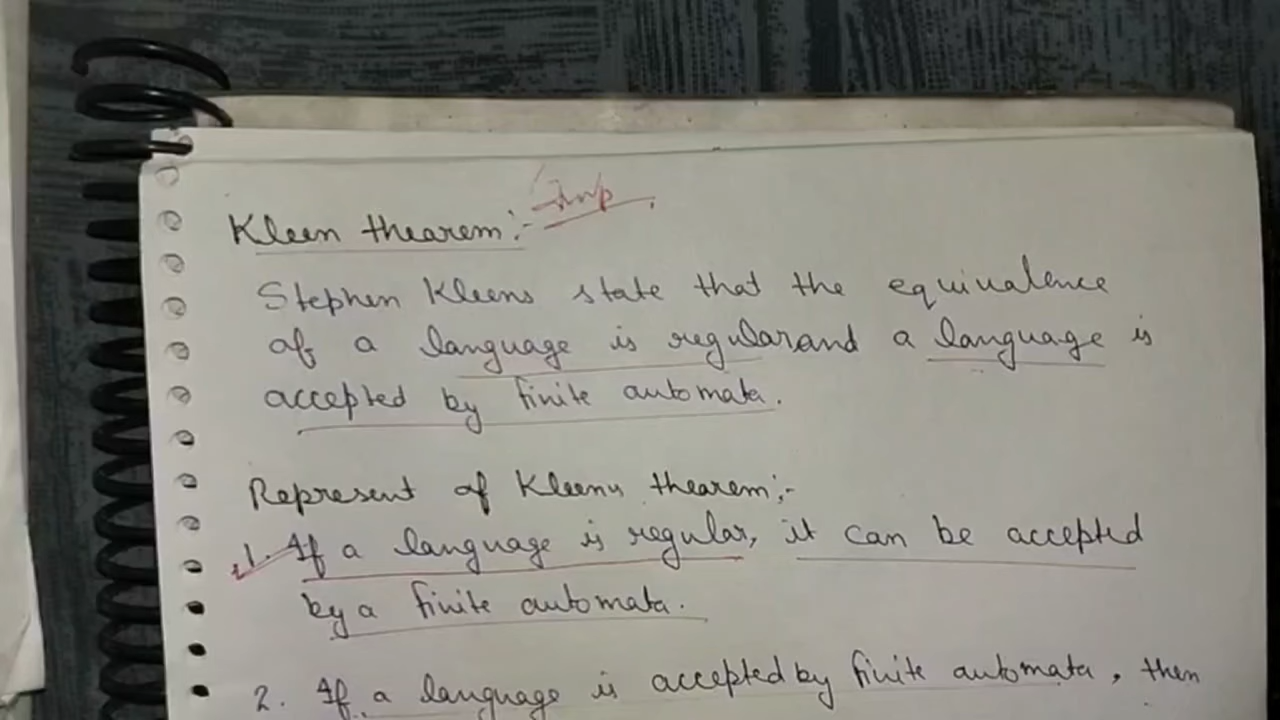 Imp.
Kleen thearem:-
Stephen Kleens state that the equivalence
of a language is regular and a language is
accepted by finite automata.
Represent of Kleens thearem:-
1. If a language is regular, it can be accepted
by a finite automata.
2. If a language is accepted by finite automata, then